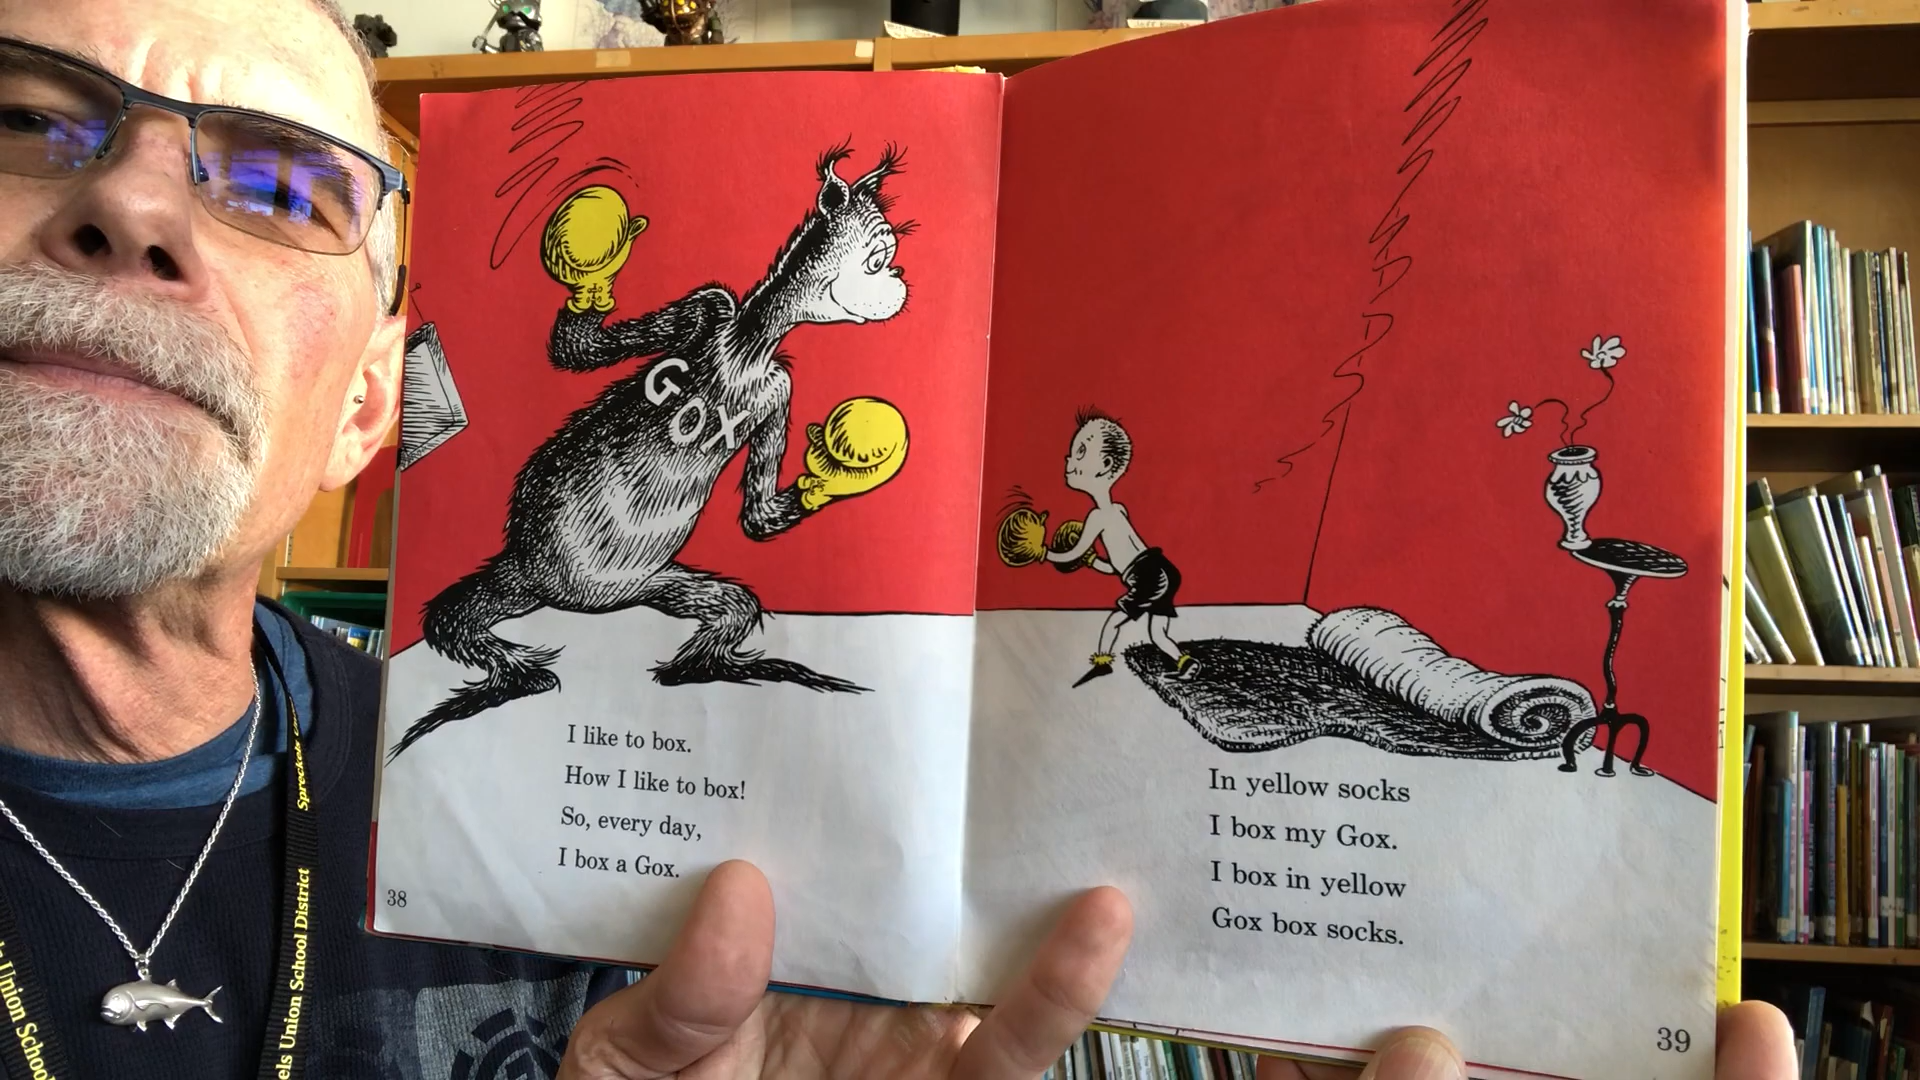 GOX
I like to box.
How I like to box!
So, every day,
I box a Gox.
38
In yellow socks
I box my Gox.
I box in yellow
Gox box socks.
39
Spreckels
els Union School District
Union School